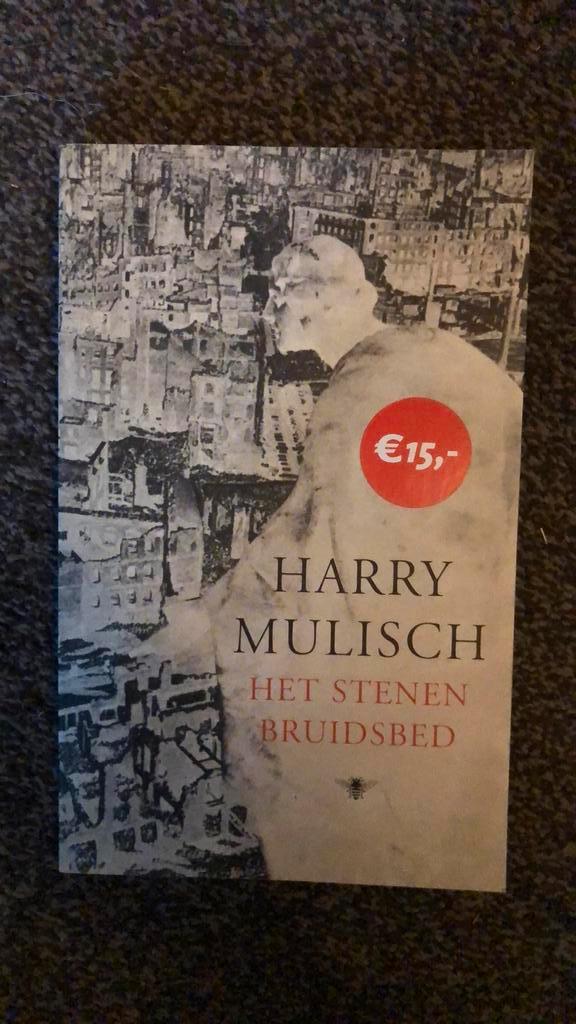 €15,-
HARRY
MULISCH
HET STENEN
BRUIDSBED